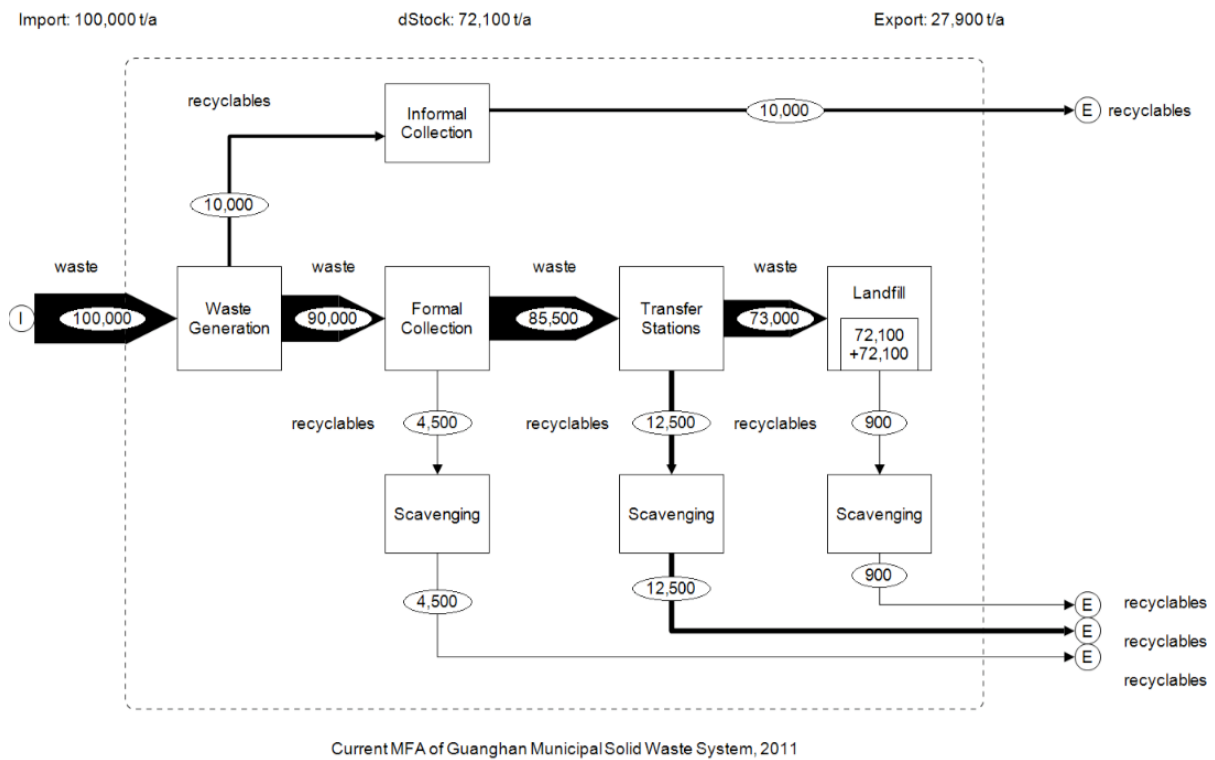 Import: 100,000 t/a
dStock: 72,100 t/a
Export: 27,900 t/a
recyclables
Informal
Collection
10,000
E
recyclables
10,000
waste
waste
waste
waste
I
100,000
Waste
Generation
90,000
Formal
Collection
85,500
Transfer
Stations
73,000
Landfill
72,100
+72,100
recyclables
4,500
recyclables
12,500
recyclables
900
Scavenging
Scavenging
Scavenging
4,500
12,500
900
E
recyclables
E
recyclables
E
recyclables
Current MFA of Guanghan Municipal Solid Waste System, 2011